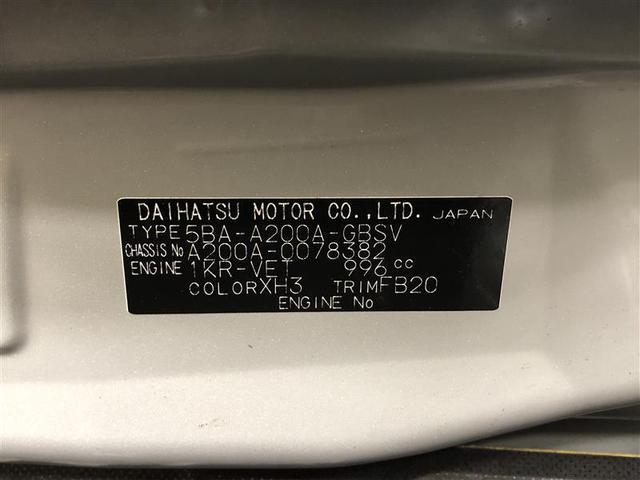 DAIHATSU MOTOR CO.,LTD. JAPAN
TYPE 5BA-A200A-GBSV
CHASSIS No A200A-0078382
ENGINE 1KR-VET 996 cc
COLOR XH3 TRIM FB20
ENGINE No